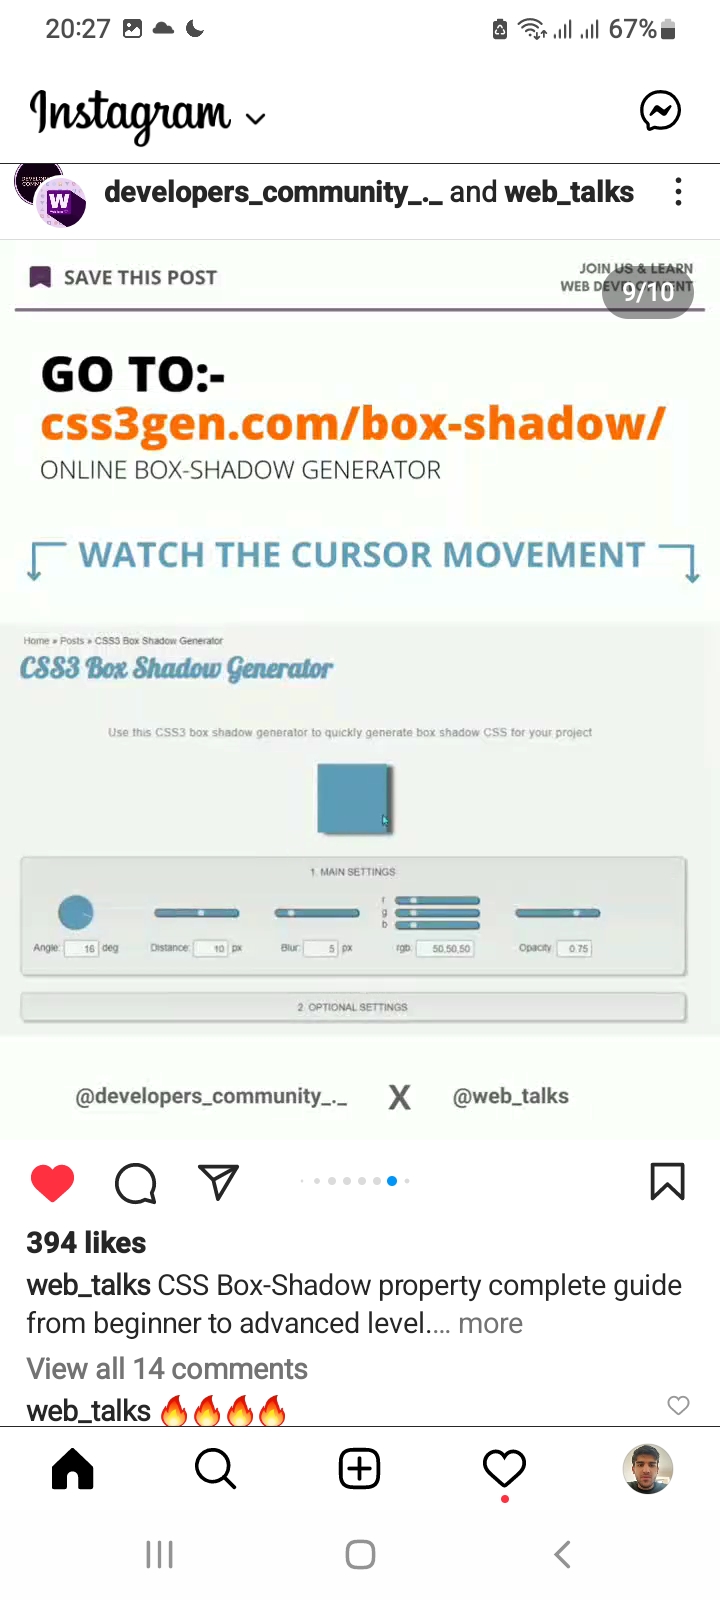 20:27
67%
Instagram
DEVELOPERS
W
developers_community_._ and web_talks
SAVE THIS POST
JOIN US & LEARN
WEB DEVELOPMENT
9/10
GO TO:-
css3gen.com/box-shadow/
ONLINE BOX-SHADOW GENERATOR
WATCH THE CURSOR MOVEMENT
Home » Posts » CSS3 Box Shadow Generator
CSS3 Box Shadow Generator
Use this CSS3 box shadow generator to quickly generate box shadow CSS for your project
1. MAIN SETTINGS
r
g
b
Angle: 16 deg Distance: 10 px Blur: 5 px rgb: 50,50,50 Opacity: 0.75
2. OPTIONAL SETTINGS
@developers_community_._ X @web_talks
394 likes
web_talks CSS Box-Shadow property complete guide
from beginner to advanced level.... more
View all 14 comments
web_talks 🔥🔥🔥🔥